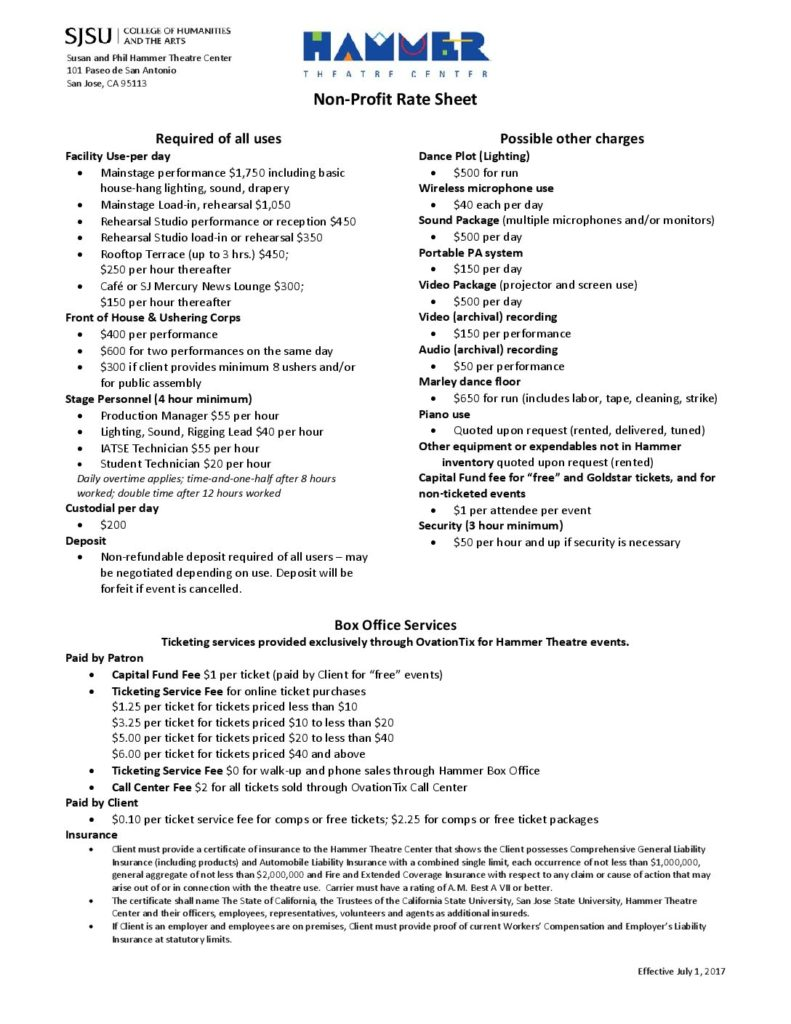 SJSU | COLLEGE OF HUMANITIES
AND THE ARTS
Susan and Phil Hammer Theatre Center
101 Paseo de San Antonio
San Jose, CA 95113
HAMMER
THEATRE CENTER
Non-Profit Rate Sheet
Required of all uses
Facility Use-per day
• Mainstage performance $1,750 including basic
house-hang lighting, sound, drapery
• Mainstage Load-in, rehearsal $1,050
• Rehearsal Studio performance or reception $450
• Rehearsal Studio load-in or rehearsal $350
• Rooftop Terrace (up to 3 hrs.) $450;
$250 per hour thereafter
• Café or SJ Mercury News Lounge $300;
$150 per hour thereafter
Front of House & Ushering Corps
• $400 per performance
• $600 for two performances on the same day
• $300 if client provides minimum 8 ushers and/or
for public assembly
Stage Personnel (4 hour minimum)
• Production Manager $55 per hour
• Lighting, Sound, Rigging Lead $40 per hour
• IATSE Technician $55 per hour
• Student Technician $20 per hour
Daily overtime applies; time-and-one-half after 8 hours
worked; double time after 12 hours worked
Custodial per day
• $200
Deposit
• Non-refundable deposit required of all users – may
be negotiated depending on use. Deposit will be
forfeit if event is cancelled.
Possible other charges
Dance Plot (Lighting)
• $500 for run
Wireless microphone use
• $40 each per day
Sound Package (multiple microphones and/or monitors)
• $500 per day
Portable PA system
• $150 per day
Video Package (projector and screen use)
• $500 per day
Video (archival) recording
• $150 per performance
Audio (archival) recording
• $50 per performance
Marley dance floor
• $650 for run (includes labor, tape, cleaning, strike)
Piano use
• Quoted upon request (rented, delivered, tuned)
Other equipment or expendables not in Hammer
inventory quoted upon request (rented)
Capital Fund fee for "free" and Goldstar tickets, and for
non-ticketed events
• $1 per attendee per event
Security (3 hour minimum)
• $50 per hour and up if security is necessary
Box Office Services
Ticketing services provided exclusively through OvationTix for Hammer Theatre events.
Paid by Patron
• Capital Fund Fee $1 per ticket (paid by Client for "free" events)
• Ticketing Service Fee for online ticket purchases
$1.25 per ticket for tickets priced less than $10
$3.25 per ticket for tickets priced $10 to less than $20
$5.00 per ticket for tickets priced $20 to less than $40
$6.00 per ticket for tickets priced $40 and above
• Ticketing Service Fee $0 for walk-up and phone sales through Hammer Box Office
• Call Center Fee $2 for all tickets sold through OvationTix Call Center
Paid by Client
• $0.10 per ticket service fee for comps or free tickets; $2.25 for comps or free ticket packages
Insurance
• Client must provide a certificate of insurance to the Hammer Theatre Center that shows the Client possesses Comprehensive General Liability
Insurance (including products) and Automobile Liability Insurance with a combined single limit, each occurrence of not less than $1,000,000,
general aggregate of not less than $2,000,000 and Fire and Extended Coverage Insurance with respect to any claim or cause of action that may
arise out of or in connection with the theatre use. Carrier must have a rating of A.M. Best A VII or better.
• The certificate shall name The State of California, the Trustees of the California State University, San Jose State University, Hammer Theatre
Center and their officers, employees, representatives, volunteers and agents as additional insureds.
• If Client is an employer and employees are on premises, Client must provide proof of current Workers' Compensation and Employer's Liability
Insurance at statutory limits.
Effective July 1, 2017